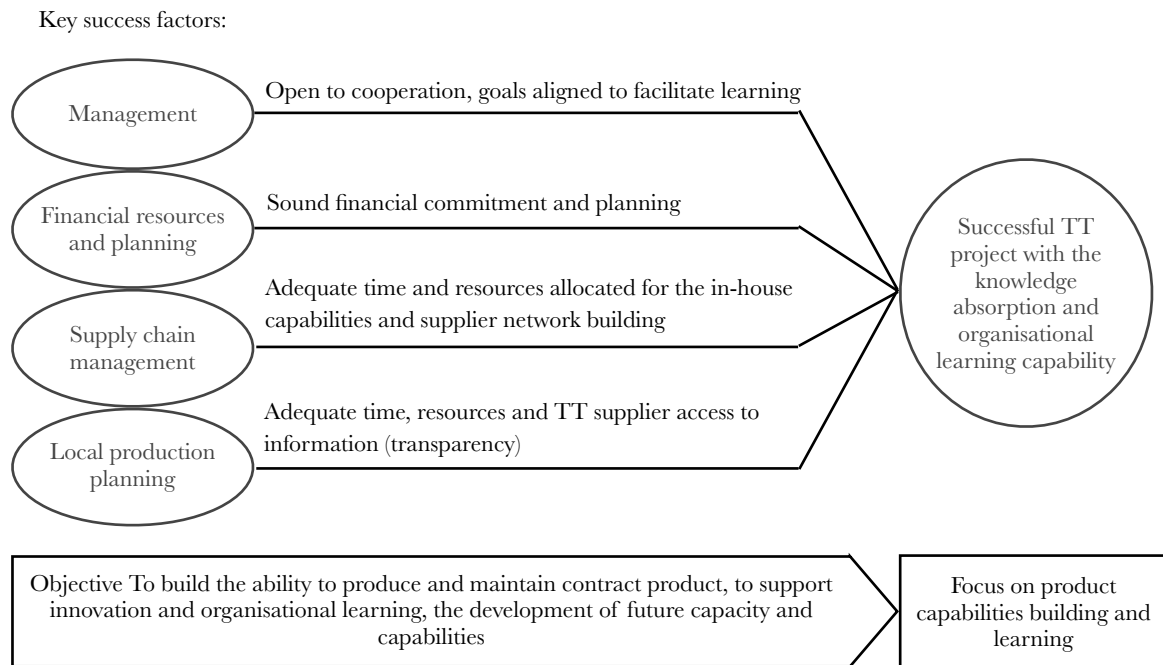 Key success factors:
Management
Open to cooperation, goals aligned to facilitate learning
Financial resources
and planning
Sound financial commitment and planning
Supply chain
management
Adequate time and resources allocated for the in-house
capabilities and supplier network building
Local production
planning
Adequate time, resources and TT supplier access to
information (transparency)
Successful TT
project with the
knowledge
absorption and
organisational
learning capability
Objective To build the ability to produce and maintain contract product, to support
innovation and organisational learning, the development of future capacity and
capabilities
Focus on product
capabilities building and
learning